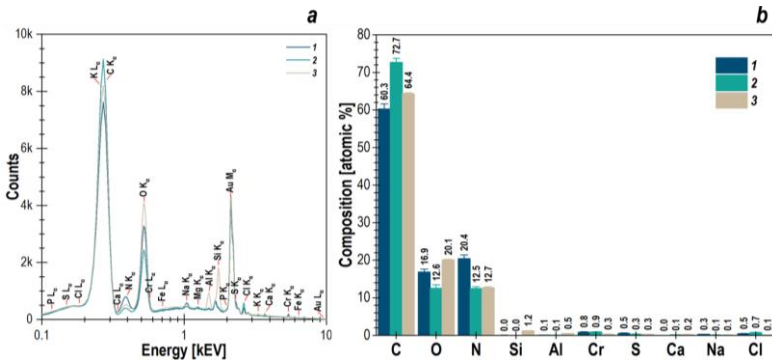 a
10k
8k
6k
4k
2k
0
Counts
0.1
1
10
Energy [keV]
1
2
3
K Lα
C Kα
O Kα
Au Mα
P Lα
S Lα
Cl Lα
Ca Lα
N Kα
Cr Lα
Fe Lα
Na Kα
Mg Kα
Al Kα
Si Kα
P Kα
S Kα
Cl Kα
K Kα
Ca Kα
Cr Kα
Fe Kα
Au Lα
b
80
70
60
50
40
30
20
10
0
Composition [atomic %]
1
2
3
60.3
72.7
64.4
16.9
12.6
20.1
20.4
12.5
12.7
0.0
0.0
1.2
0.1
0.1
0.5
0.8
0.9
0.3
0.5
0.3
0.3
0.0
0.1
0.2
0.3
0.1
0.1
0.5
0.7
0.1
C O N Si Al Cr S Ca Na Cl